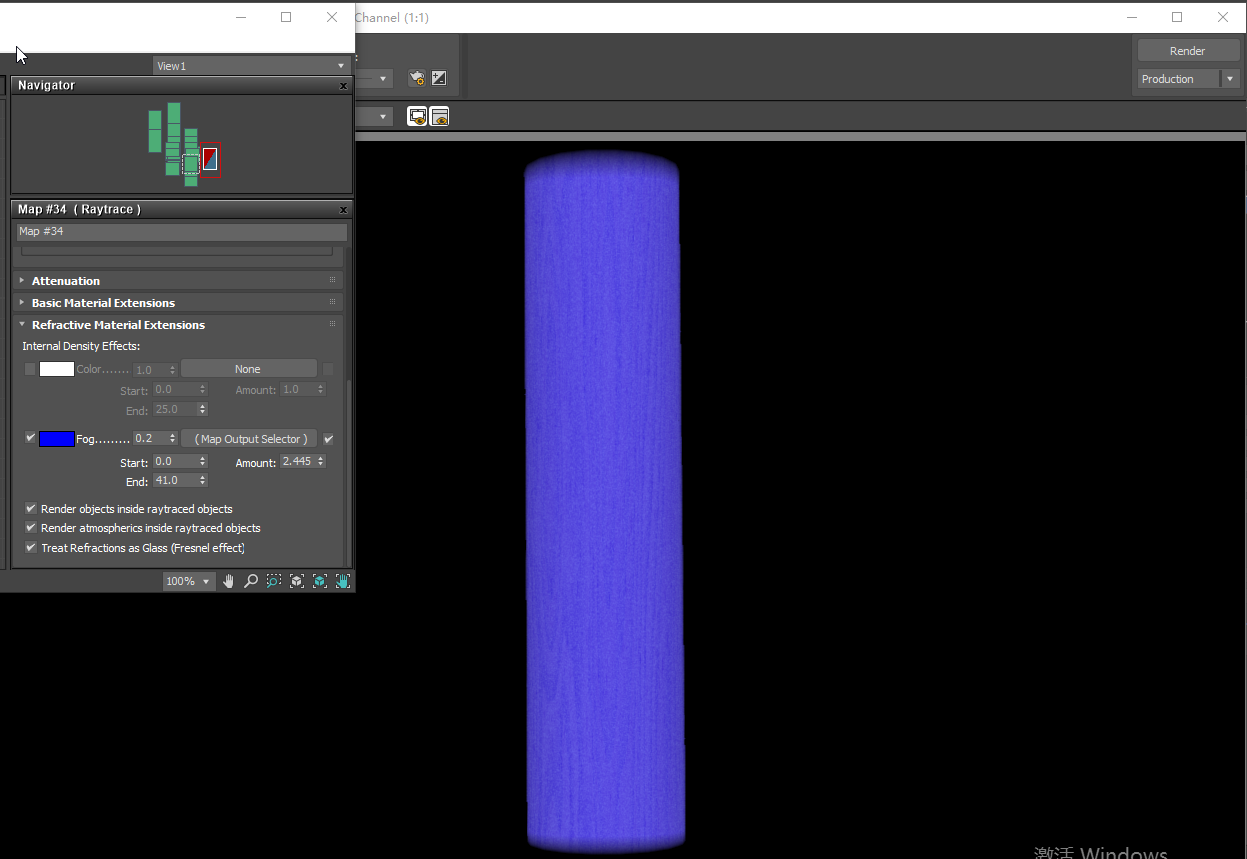 Channel (1:1)
View1
Render
Production
Navigator
Map #34 ( Raytrace )
Map #34
Attenuation
Basic Material Extensions
Refractive Material Extensions
Internal Density Effects:
Color....... 1.0 None
Start: 0.0 Amount: 1.0
End: 25.0
Fog......... 0.2 ( Map Output Selector )
Start: 0.0 Amount: 2.445
End: 41.0
Render objects inside raytraced objects
Render atmospherics inside raytraced objects
Treat Refractions as Glass (Fresnel effect)
100%
激活 Windows